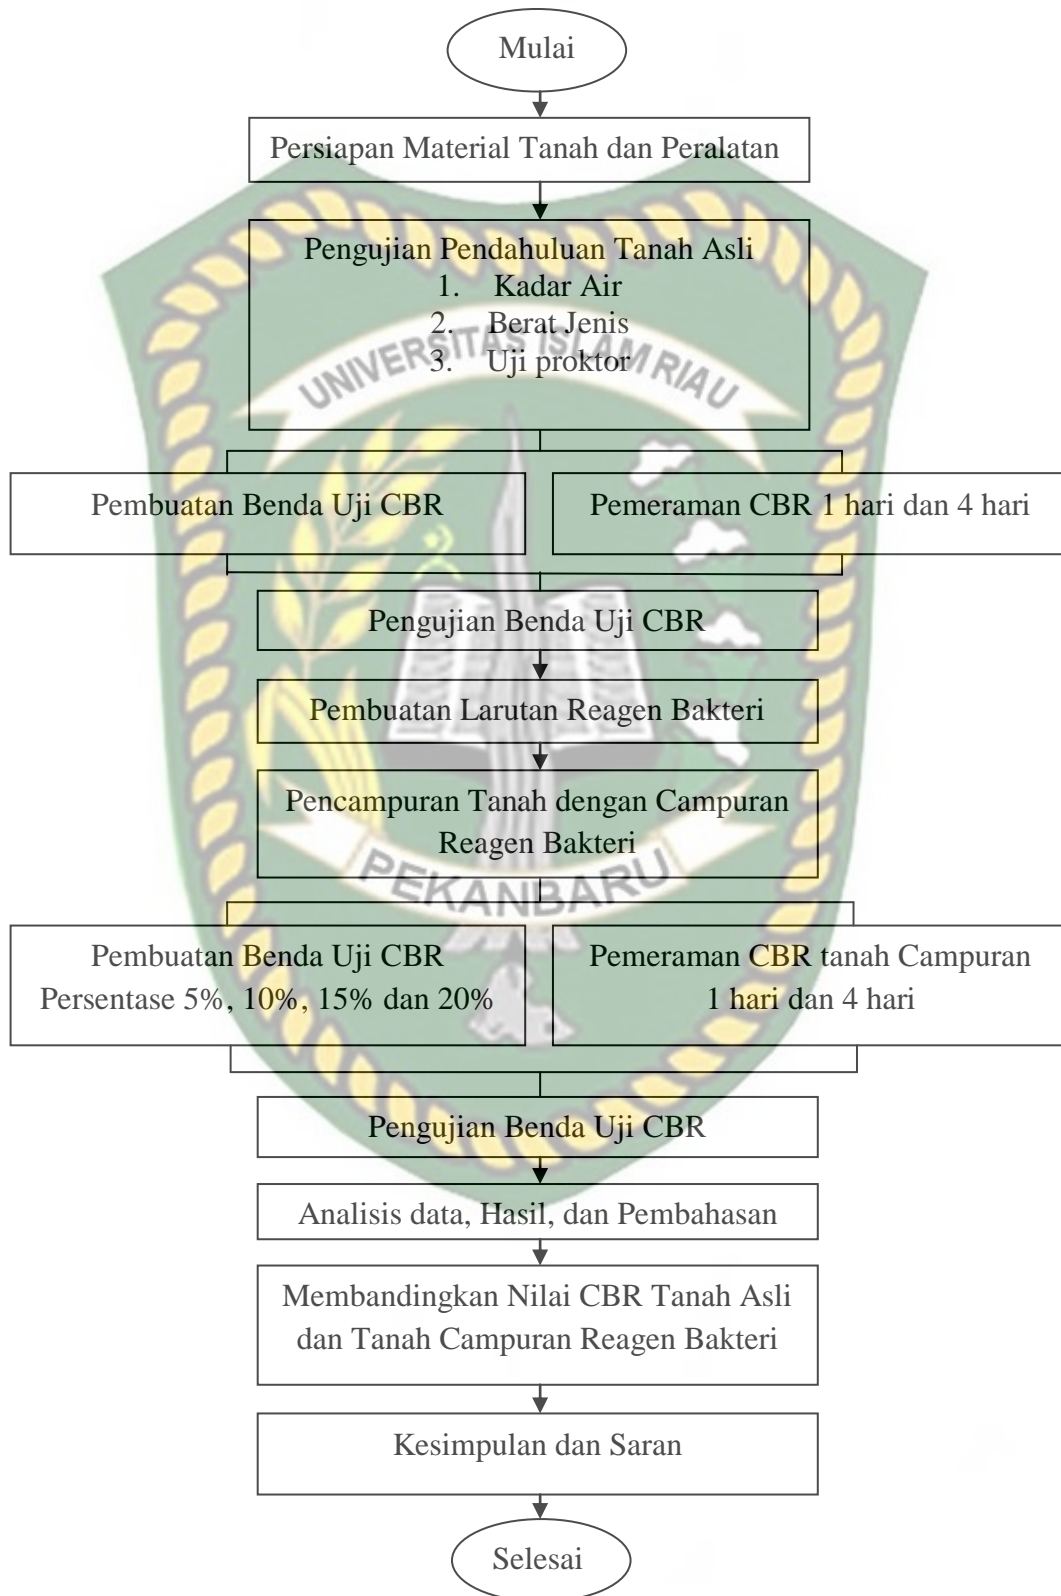 Mulai
Persiapan Material Tanah dan Peralatan
Pengujian Pendahuluan Tanah Asli
1. Kadar Air
2. Berat Jenis
3. Uji proktor
UNIVERSITAS ISLAM RIAU
Pembuatan Benda Uji CBR
Pemeraman CBR 1 hari dan 4 hari
Pengujian Benda Uji CBR
Pembuatan Larutan Reagen Bakteri
Pencampuran Tanah dengan Campuran
Reagen Bakteri
PEKANBARU
Pembuatan Benda Uji CBR
Persentase 5%, 10%, 15% dan 20%
Pemeraman CBR tanah Campuran
1 hari dan 4 hari
Pengujian Benda Uji CBR
Analisis data, Hasil, dan Pembahasan
Membandingkan Nilai CBR Tanah Asli
dan Tanah Campuran Reagen Bakteri
Kesimpulan dan Saran
Selesai